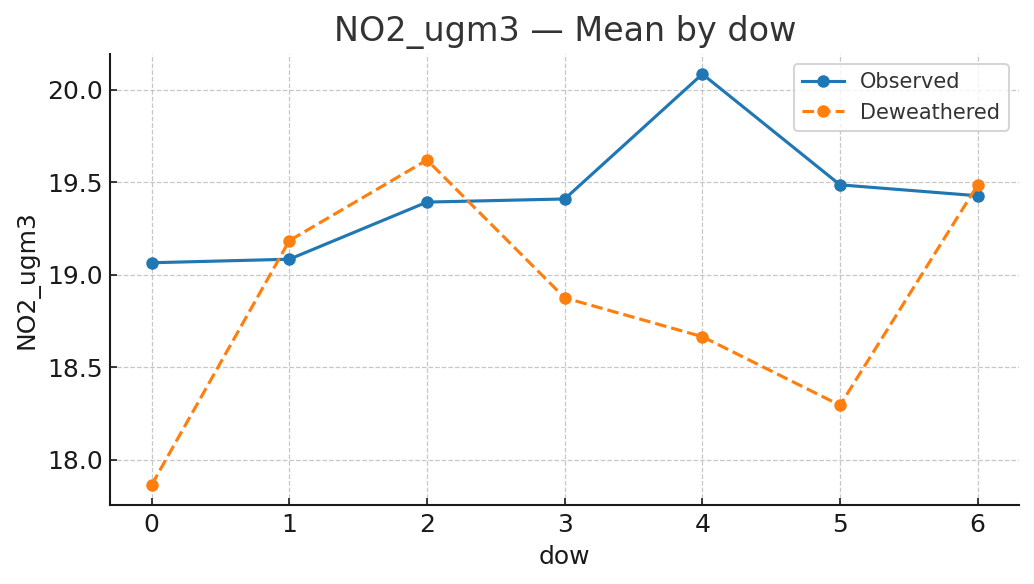 NO2_ugm3 — Mean by dow
Observed
Deweathered
NO2_ugm3
20.0
19.5
19.0
18.5
18.0
0 1 2 3 4 5 6
dow